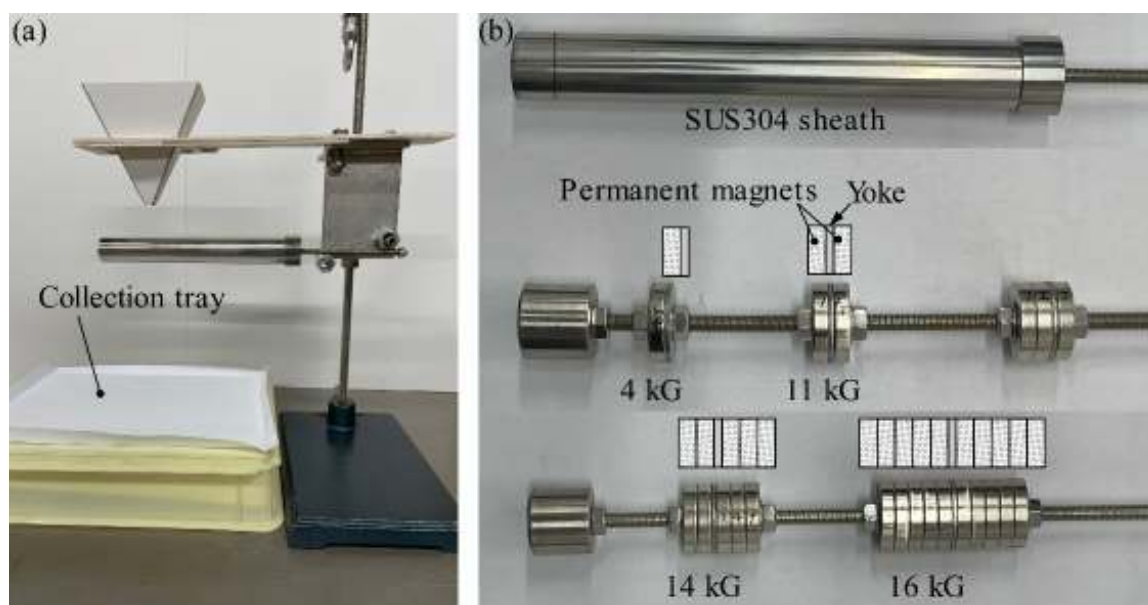 (a)
Collection tray
(b)
SUS304 sheath
Permanent magnets
Yoke
4 kG
11 kG
14 kG
16 kG